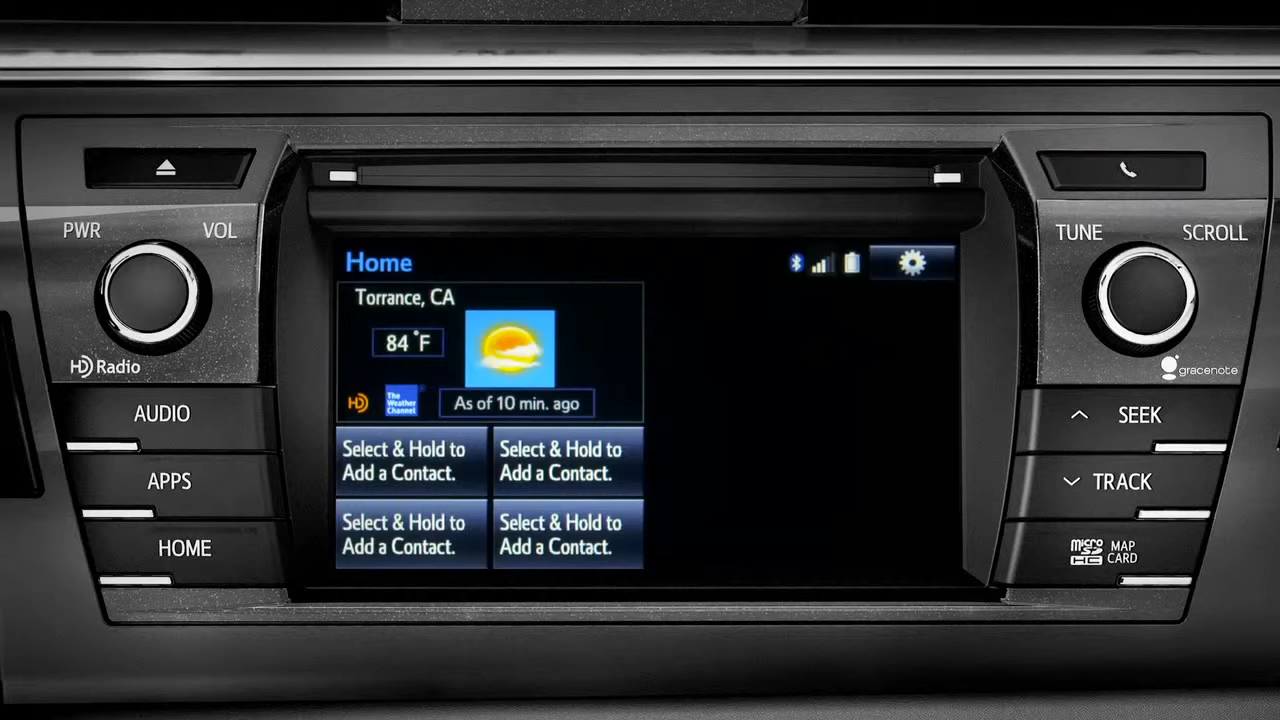 PWR
VOL
TUNE
SCROLL
Home
Torrance, CA
84°F
HD Radio
gracenote
HD
The
Weather
Channel
As of 10 min. ago
AUDIO
SEEK
Select & Hold to
Add a Contact.
Select & Hold to
Add a Contact.
APPS
TRACK
Select & Hold to
Add a Contact.
Select & Hold to
Add a Contact.
HOME
micro
SD
HC
MAP
CARD